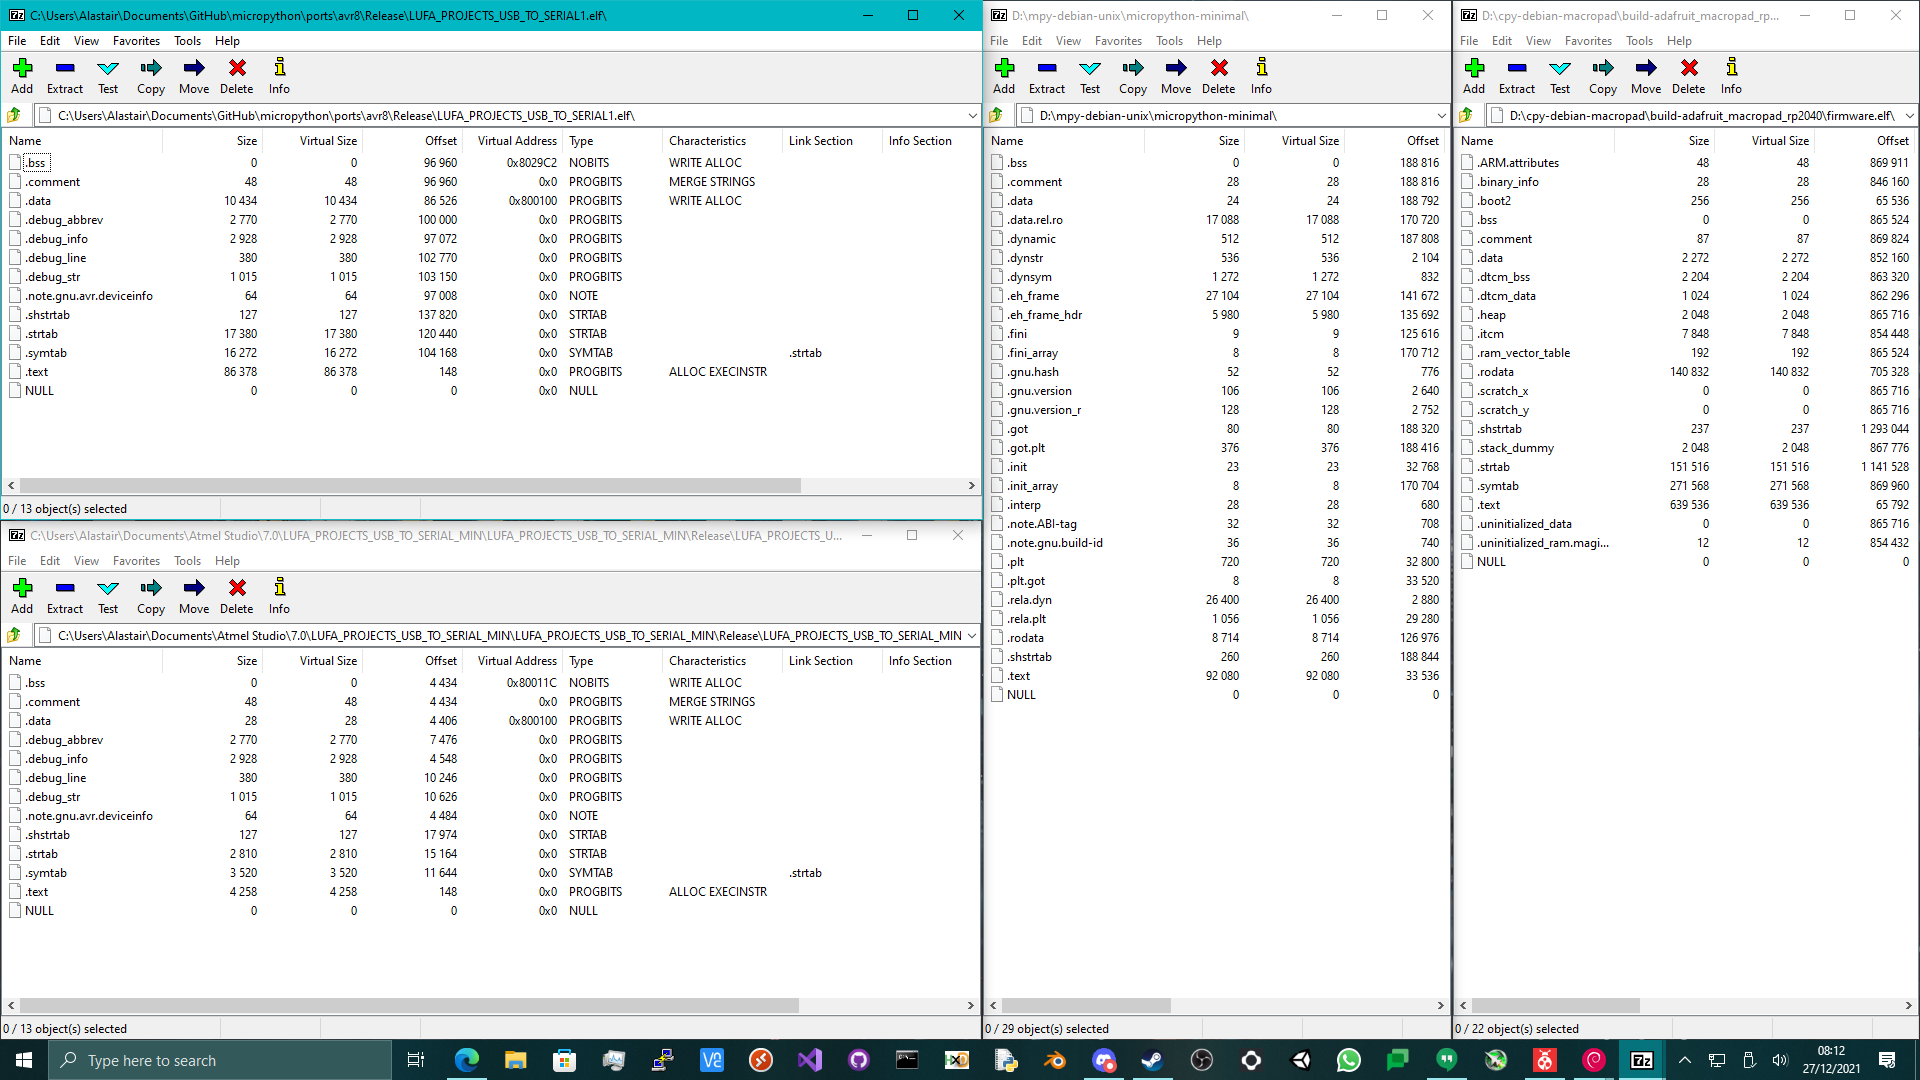 C:\Users\Alastair\Documents\GitHub\micropython\ports\avr8\Release\LUFA_PROJECTS_USB_TO_SERIAL1.elf\
File Edit View Favorites Tools Help
Add Extract Test Copy Move Delete Info
C:\Users\Alastair\Documents\GitHub\micropython\ports\avr8\Release\LUFA_PROJECTS_USB_TO_SERIAL1.elf\
Name Size Virtual Size Offset Virtual Address Type Characteristics Link Section Info Section
.bss 0 0 96 960 0x8029C2 NOBITS WRITE ALLOC
.comment 48 48 96 960 0x0 PROGBITS MERGE STRINGS
.data 10 434 10 434 86 526 0x800100 PROGBITS WRITE ALLOC
.debug_abbrev 2 770 2 770 100 000 0x0 PROGBITS
.debug_info 2 928 2 928 97 072 0x0 PROGBITS
.debug_line 380 380 102 770 0x0 PROGBITS
.debug_str 1 015 1 015 103 150 0x0 PROGBITS
.note.gnu.avr.deviceinfo 64 64 97 008 0x0 NOTE
.shstrtab 127 127 137 820 0x0 STRTAB
.strtab 17 380 17 380 120 440 0x0 STRTAB
.symtab 16 272 16 272 104 168 0x0 SYMTAB .strtab
.text 86 378 86 378 148 0x0 PROGBITS ALLOC EXECINSTR
NULL 0 0 0 0x0 NULL
0 / 13 object(s) selected
C:\Users\Alastair\Documents\Atmel Studio\7.0\LUFA_PROJECTS_USB_TO_SERIAL_MIN\LUFA_PROJECTS_USB_TO_SERIAL_MIN\Release\LUFA_PROJECTS_U...
File Edit View Favorites Tools Help
Add Extract Test Copy Move Delete Info
C:\Users\Alastair\Documents\Atmel Studio\7.0\LUFA_PROJECTS_USB_TO_SERIAL_MIN\LUFA_PROJECTS_USB_TO_SERIAL_MIN\Release\LUFA_PROJECTS_USB_TO_SERIAL_MIN
Name Size Virtual Size Offset Virtual Address Type Characteristics Link Section Info Section
.bss 0 0 4 434 0x80011C NOBITS WRITE ALLOC
.comment 48 48 4 434 0x0 PROGBITS MERGE STRINGS
.data 28 28 4 406 0x800100 PROGBITS WRITE ALLOC
.debug_abbrev 2 770 2 770 7 476 0x0 PROGBITS
.debug_info 2 928 2 928 4 548 0x0 PROGBITS
.debug_line 380 380 10 246 0x0 PROGBITS
.debug_str 1 015 1 015 10 626 0x0 PROGBITS
.note.gnu.avr.deviceinfo 64 64 4 484 0x0 NOTE
.shstrtab 127 127 17 974 0x0 STRTAB
.strtab 2 810 2 810 15 164 0x0 STRTAB
.symtab 3 520 3 520 11 644 0x0 SYMTAB .strtab
.text 4 258 4 258 148 0x0 PROGBITS ALLOC EXECINSTR
NULL 0 0 0 0x0 NULL
0 / 13 object(s) selected
D:\mpy-debian-unix\micropython-minimal\
File Edit View Favorites Tools Help
Add Extract Test Copy Move Delete Info
D:\mpy-debian-unix\micropython-minimal\
Name Size Virtual Size Offset
.bss 0 0 188 816
.comment 28 28 188 816
.data 24 24 188 792
.data.rel.ro 17 088 17 088 170 720
.dynamic 512 512 187 808
.dynstr 536 536 2 104
.dynsym 1 272 1 272 832
.eh_frame 27 104 27 104 141 672
.eh_frame_hdr 5 980 5 980 135 692
.fini 9 9 125 616
.fini_array 8 8 170 712
.gnu.hash 52 52 776
.gnu.version 106 106 2 640
.gnu.version_r 128 128 2 752
.got 80 80 188 320
.got.plt 376 376 188 416
.init 23 23 32 768
.init_array 8 8 170 704
.interp 28 28 680
.note.ABI-tag 32 32 708
.note.gnu.build-id 36 36 740
.plt 720 720 32 800
.plt.got 8 8 33 520
.rela.dyn 26 400 26 400 2 880
.rela.plt 1 056 1 056 29 280
.rodata 8 714 8 714 126 976
.shstrtab 260 260 188 844
.text 92 080 92 080 33 536
NULL 0 0 0
0 / 29 object(s) selected
D:\cpy-debian-macropad\build-adafruit_macropad_rp...
File Edit View Favorites Tools Help
Add Extract Test Copy Move Delete Info
D:\cpy-debian-macropad\build-adafruit_macropad_rp2040\firmware.elf\
Name Size Virtual Size Offset
.ARM.attributes 48 48 869 911
.binary_info 28 28 846 160
.boot2 256 256 65 536
.bss 0 0 865 524
.comment 87 87 869 824
.data 2 272 2 272 852 160
.dtcm_bss 2 204 2 204 863 320
.dtcm_data 1 024 1 024 862 296
.heap 2 048 2 048 865 716
.itcm 7 848 7 848 854 448
.ram_vector_table 192 192 865 524
.rodata 140 832 140 832 705 328
.scratch_x 0 0 865 716
.scratch_y 0 0 865 716
.shstrtab 237 237 1 293 044
.stack_dummy 2 048 2 048 867 776
.strtab 151 516 151 516 1 141 528
.symtab 271 568 271 568 869 960
.text 639 536 639 536 65 792
.uninitialized_data 0 0 865 716
.uninitialized_ram.magi... 12 12 854 432
NULL 0 0 0
0 / 22 object(s) selected
Type here to search
08:12
27/12/2021